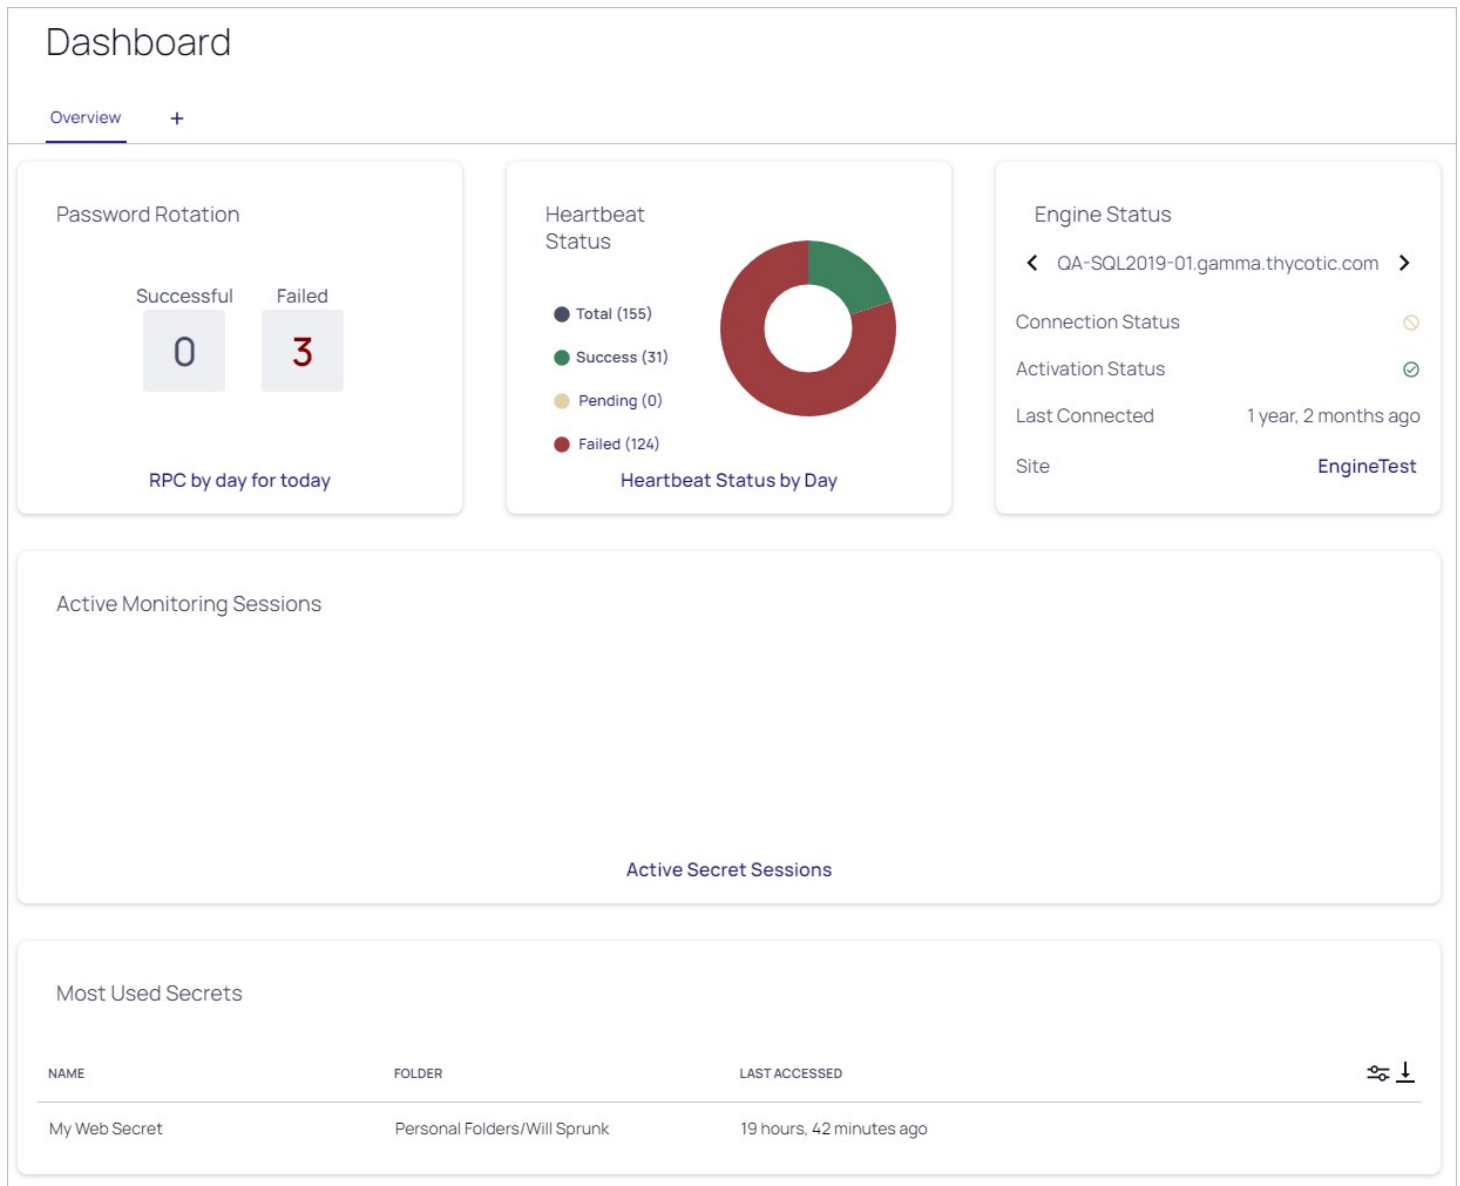 Dashboard
Overview +
Password Rotation
Successful Failed
0 3
RPC by day for today
Heartbeat
Status
Total (155)
Success (31)
Pending (0)
Failed (124)
Heartbeat Status by Day
Engine Status
QA-SQL2019-01.gamma.thycotic.com
Connection Status
Activation Status
Last Connected 1 year, 2 months ago
Site EngineTest
Active Monitoring Sessions
Active Secret Sessions
Most Used Secrets
NAME FOLDER LAST ACCESSED
My Web Secret Personal Folders/Will Sprunk 19 hours, 42 minutes ago